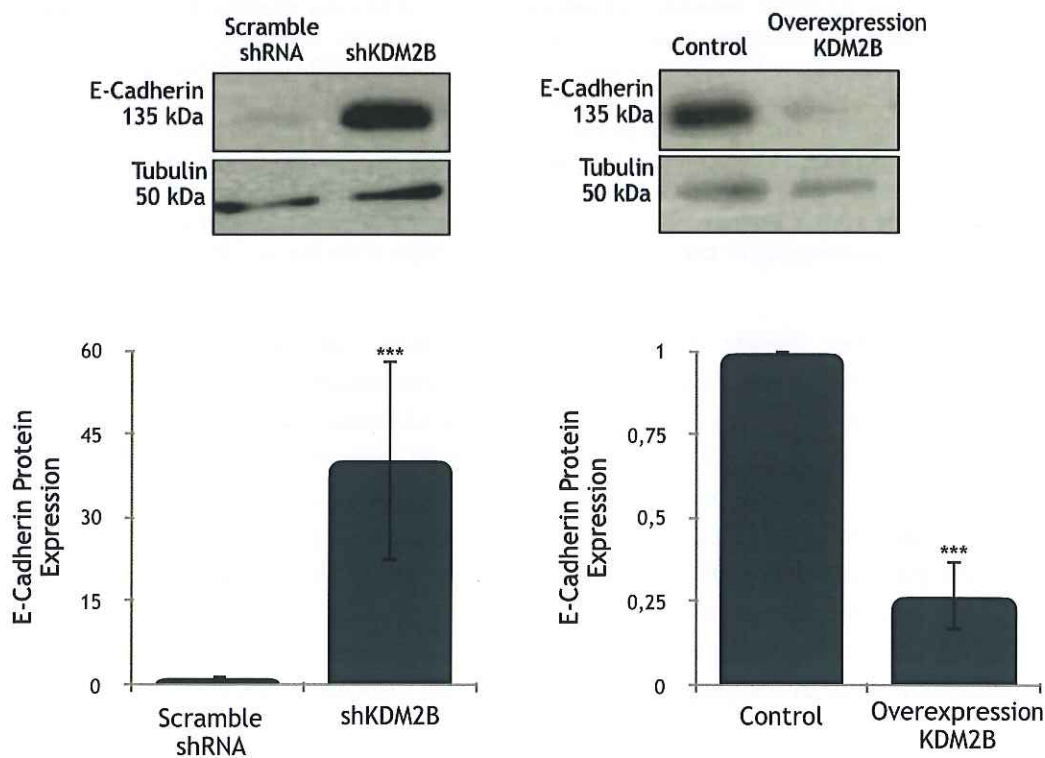 Scramble
shRNA
shKDM2B
E-Cadherin
135 kDa
Tubulin
50 kDa
Control
Overexpression
KDM2B
E-Cadherin
135 kDa
Tubulin
50 kDa
E-Cadherin Protein
Expression
60
45
30
15
0
***
Scramble
shRNA
shKDM2B
E-Cadherin Protein
Expression
1
0,75
0,5
0,25
0
***
Control
Overexpression
KDM2B